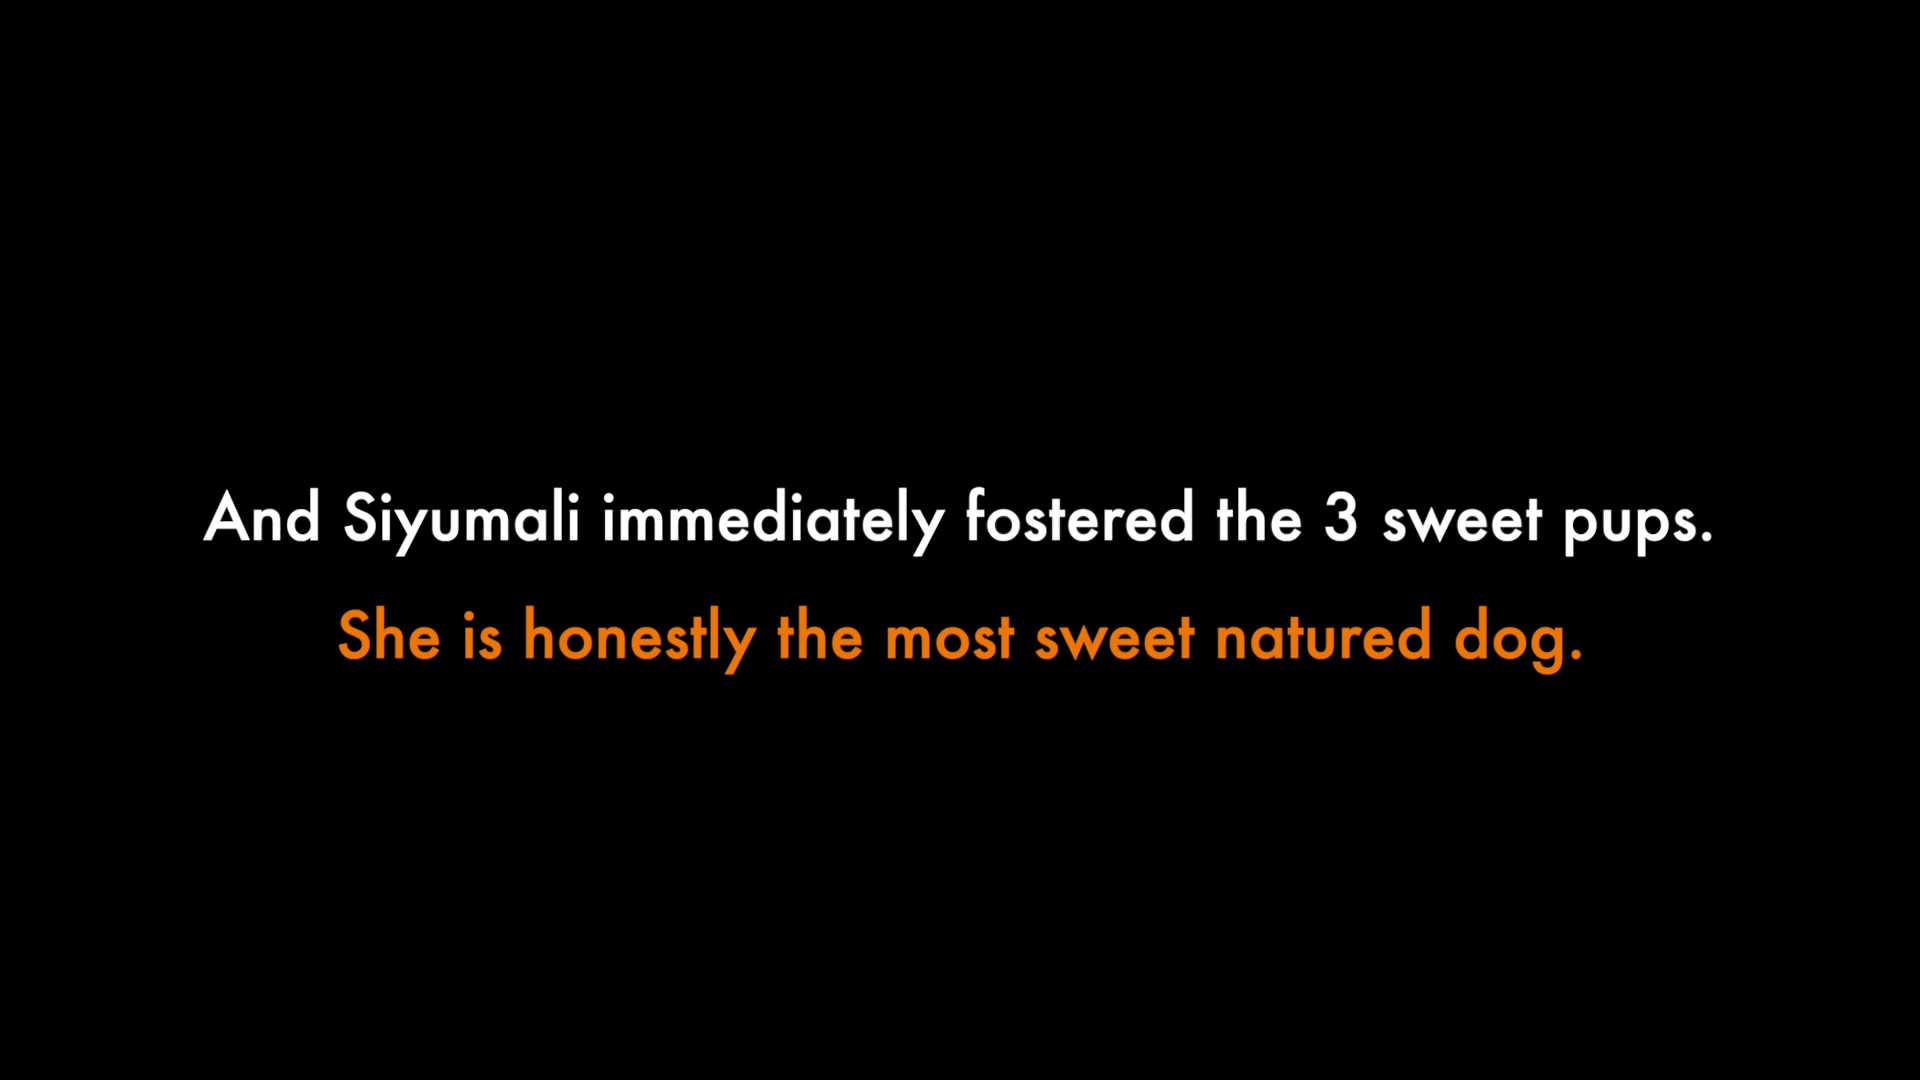 And Siyumali immediately fostered the 3 sweet pups.
She is honestly the most sweet natured dog.